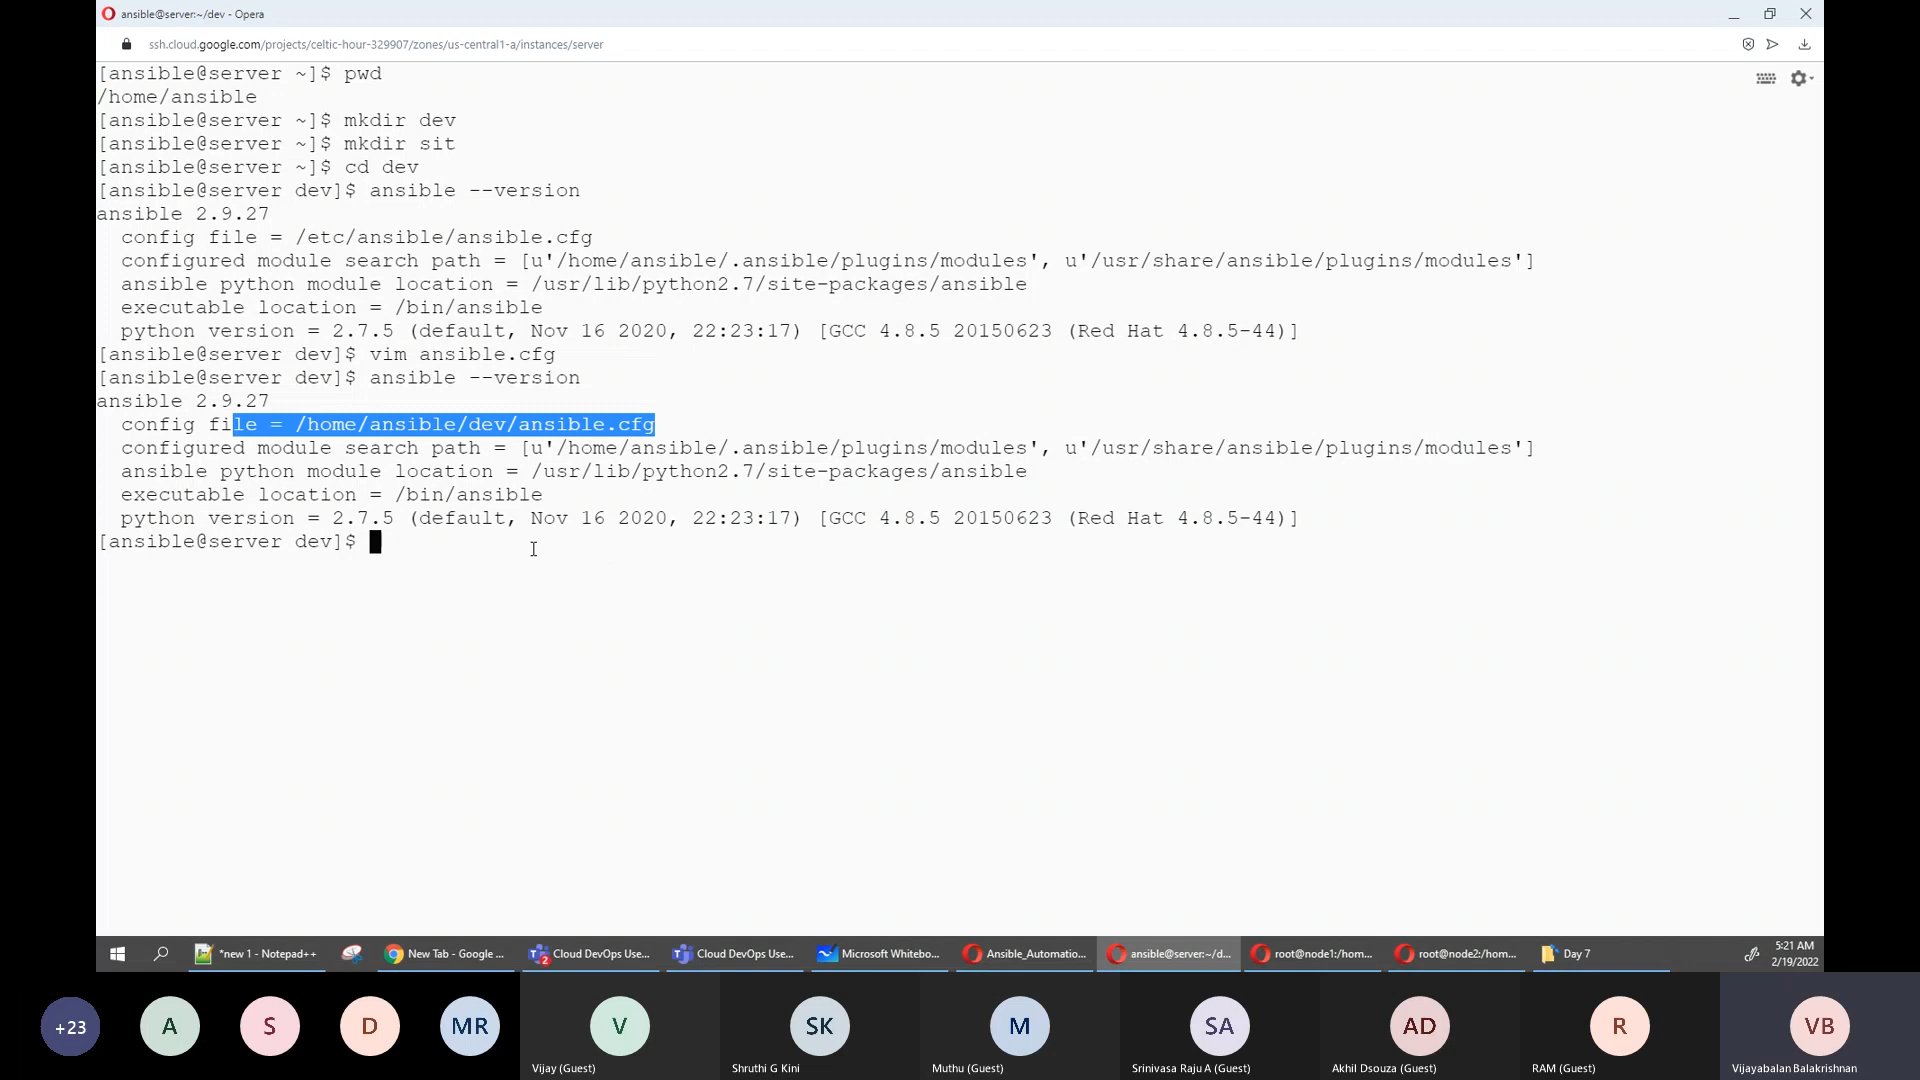 ansible@server:~/dev - Opera
ssh.cloud.google.com/projects/celtic-hour-329907/zones/us-central1-a/instances/server
[ansible@server ~]$ pwd
/home/ansible
[ansible@server ~]$ mkdir dev
[ansible@server ~]$ mkdir sit
[ansible@server ~]$ cd dev
[ansible@server dev]$ ansible --version
ansible 2.9.27
  config file = /etc/ansible/ansible.cfg
  configured module search path = [u'/home/ansible/.ansible/plugins/modules', u'/usr/share/ansible/plugins/modules']
  ansible python module location = /usr/lib/python2.7/site-packages/ansible
  executable location = /bin/ansible
  python version = 2.7.5 (default, Nov 16 2020, 22:23:17) [GCC 4.8.5 20150623 (Red Hat 4.8.5-44)]
[ansible@server dev]$ vim ansible.cfg
[ansible@server dev]$ ansible --version
ansible 2.9.27
  config file = /home/ansible/dev/ansible.cfg
  configured module search path = [u'/home/ansible/.ansible/plugins/modules', u'/usr/share/ansible/plugins/modules']
  ansible python module location = /usr/lib/python2.7/site-packages/ansible
  executable location = /bin/ansible
  python version = 2.7.5 (default, Nov 16 2020, 22:23:17) [GCC 4.8.5 20150623 (Red Hat 4.8.5-44)]
[ansible@server dev]$
*new 1 - Notepad++ New Tab - Google ... 2 Cloud DevOps Use... Cloud DevOps Use... Microsoft Whitebo... Ansible_Automatio... ansible@server:~/d... root@node1:/hom... root@node2:/hom... Day 7 5:21 AM
2/19/2022
+23 A S D MR V SK M SA AD R VB
Vijay (Guest) Shruthi G Kini Muthu (Guest) Srinivasa Raju A (Guest) Akhil Dsouza (Guest) RAM (Guest) Vijayabalan Balakrishnan